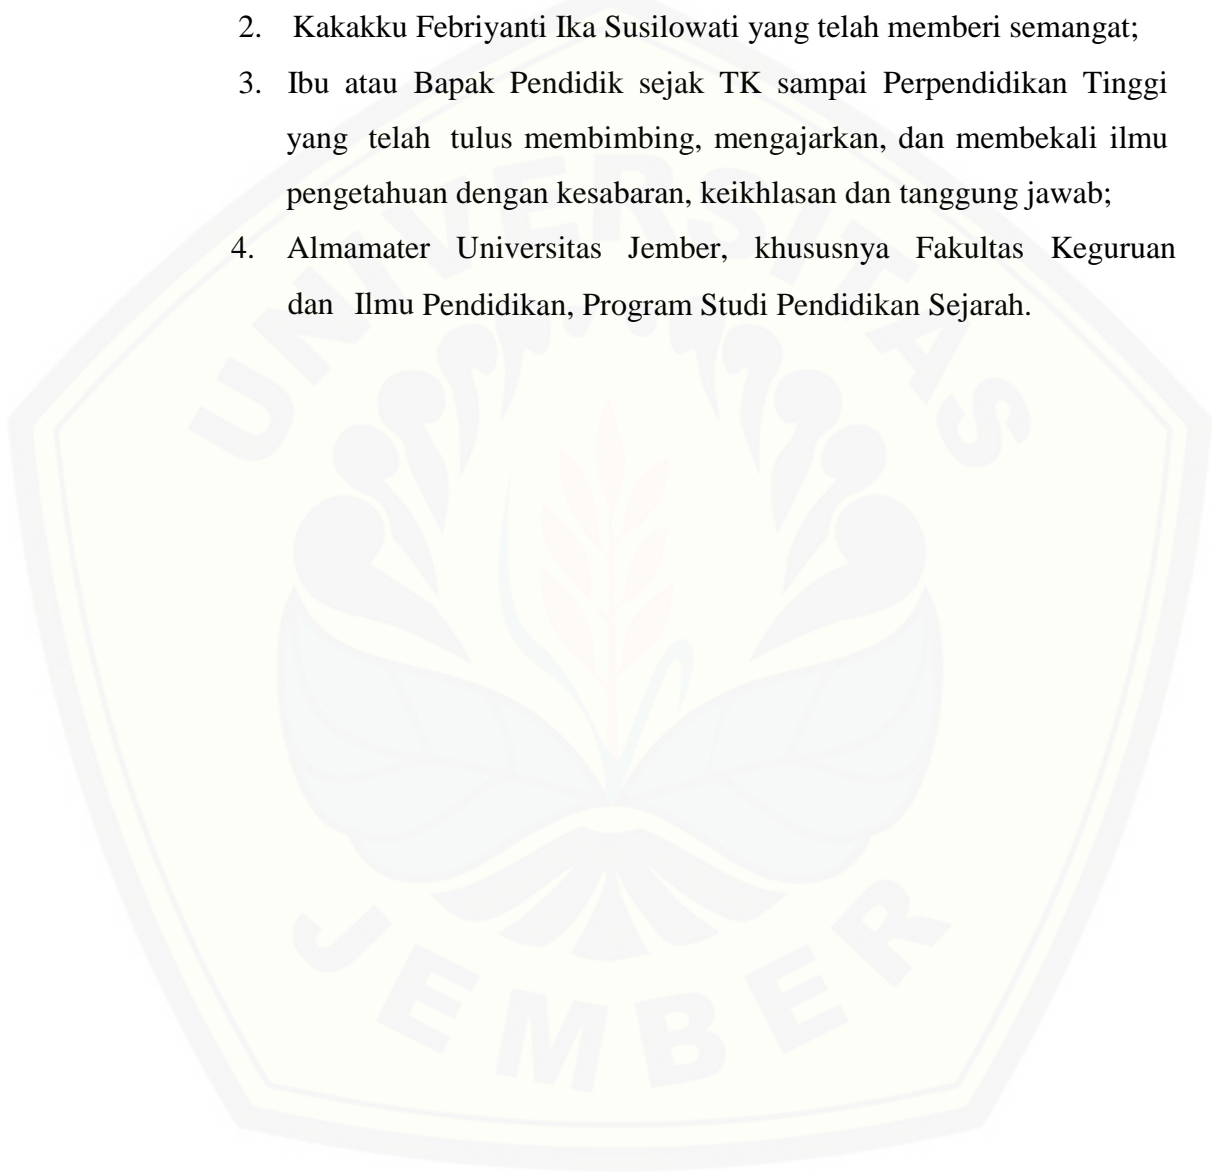 2. Kakakku Febriyanti Ika Susilowati yang telah memberi semangat;
3. Ibu atau Bapak Pendidik sejak TK sampai Perpendidikan Tinggi
yang telah tulus membimbing, mengajarkan, dan membekali ilmu
pengetahuan dengan kesabaran, keikhlasan dan tanggung jawab;
4. Almamater Universitas Jember, khususnya Fakultas Keguruan
dan Ilmu Pendidikan, Program Studi Pendidikan Sejarah.
UNIVERSITAS
JEMBER